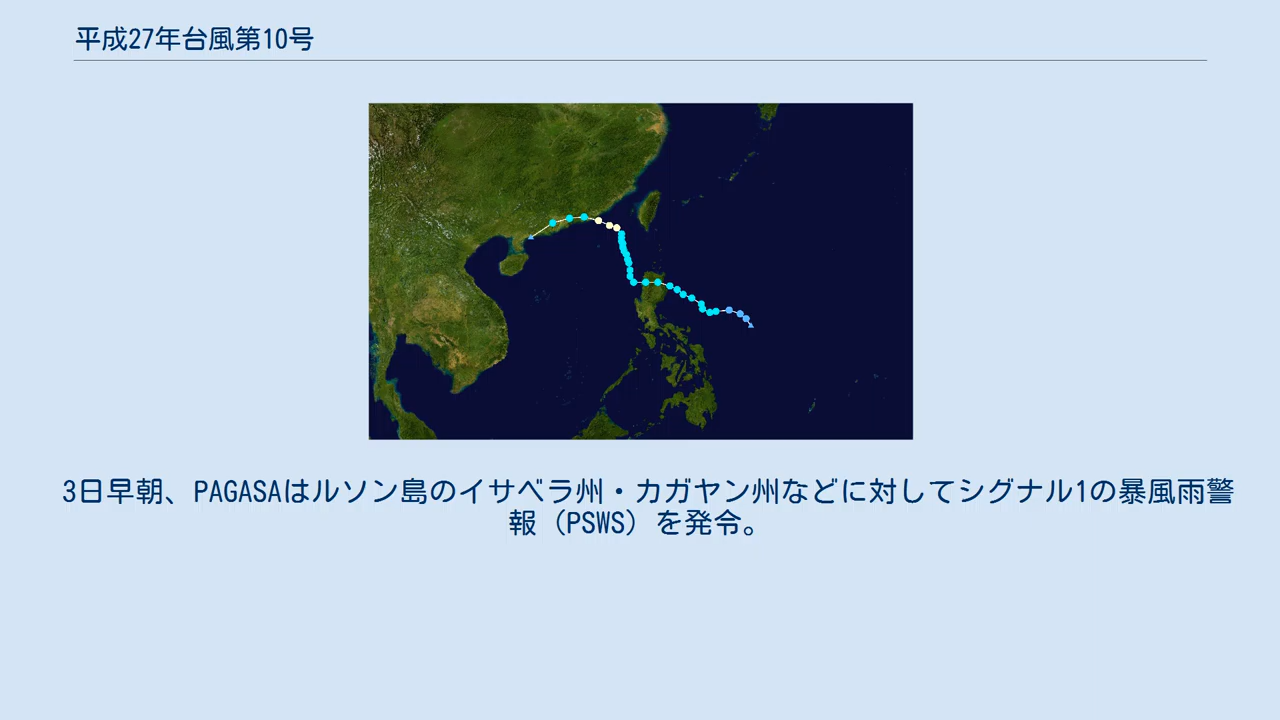 平成27年台風第10号
3日早朝、PAGASAはルソン島のイサベラ州・カガヤン州などに対してシグナル1の暴風雨警
報（PSWS）を発令。